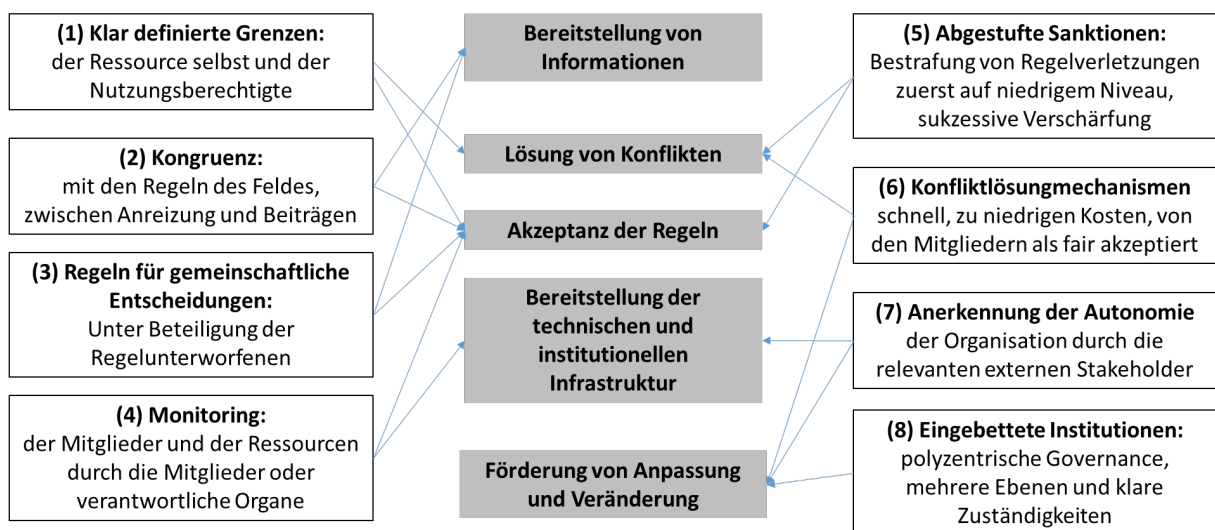 (1) Klar definierte Grenzen:
der Ressource selbst und der
Nutzungsberechtigte
(2) Kongruenz:
mit den Regeln des Feldes,
zwischen Anreizung und Beiträgen
(3) Regeln für gemeinschaftliche
Entscheidungen:
Unter Beteiligung der
Regelunterworfenen
(4) Monitoring:
der Mitglieder und der Ressourcen
durch die Mitglieder oder
verantwortliche Organe
Bereitstellung von
Informationen
Lösung von Konflikten
Akzeptanz der Regeln
Bereitstellung der
technischen und
institutionellen
Infrastruktur
Förderung von Anpassung
und Veränderung
(5) Abgestufte Sanktionen:
Bestrafung von Regelverletzungen
zuerst auf niedrigem Niveau,
sukzessive Verschärfung
(6) Konfliktlösungmechanismen
schnell, zu niedrigen Kosten, von
den Mitgliedern als fair akzeptiert
(7) Anerkennung der Autonomie
der Organisation durch die
relevanten externen Stakeholder
(8) Eingebettete Institutionen:
polyzentrische Governance,
mehrere Ebenen und klare
Zuständigkeiten